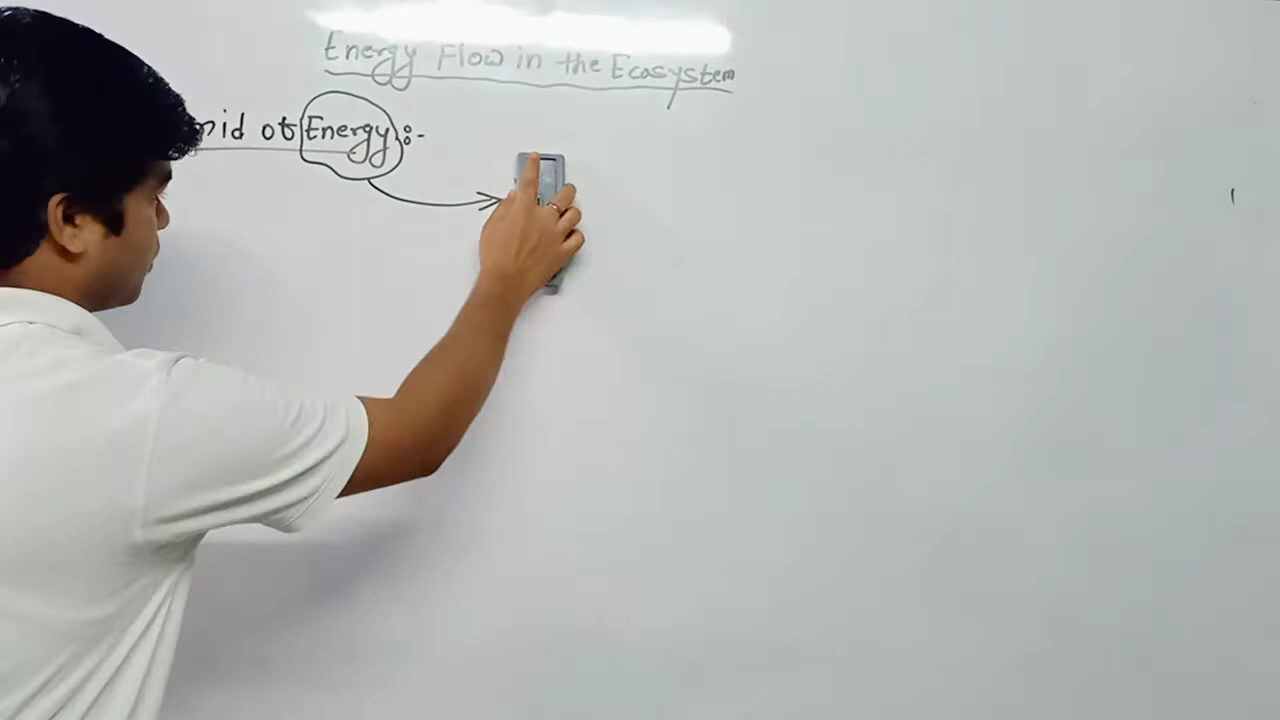 Energy Flow in the Ecosystem
mid of Energy :-